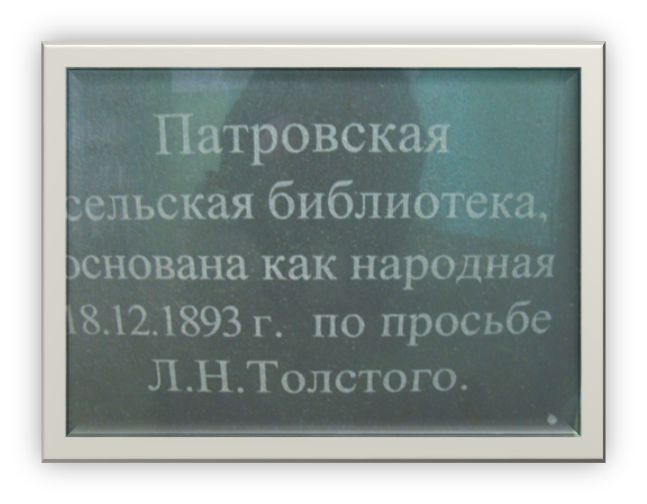 Патровская
сельская библиотека,
основана как народная
18.12.1893 г. по просьбе
Л.Н.Толстого.